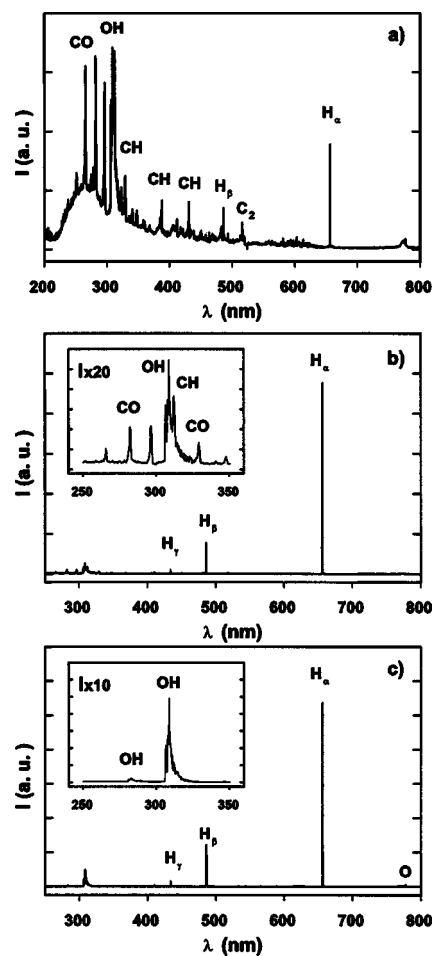 a)
OH
CO
CH
CH
CH
Hβ
C2
Hα
I (a. u.)
200 300 400 500 600 700 800
λ (nm)
b)
Ix20
OH
CH
CO
CO
250 300 350
Hα
Hβ
Hγ
I (a. u.)
300 400 500 600 700 800
λ (nm)
c)
Ix10
OH
OH
250 300 350
Hα
Hβ
Hγ
O
I (a. u.)
300 400 500 600 700 800
λ (nm)